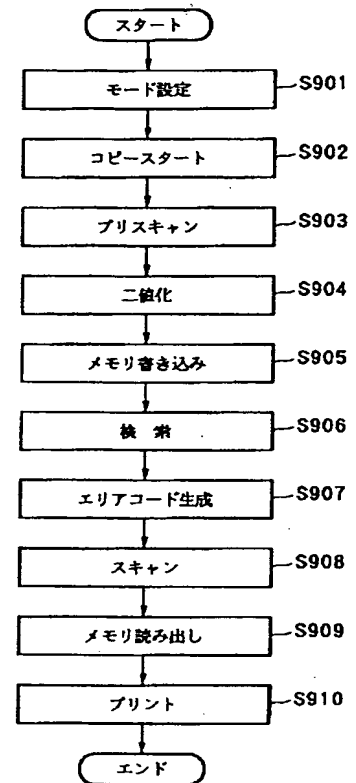 スタート
モード設定 S901
コピースタート S902
プリスキャン S903
二値化 S904
メモリ書き込み S905
検 索 S906
エリアコード生成 S907
スキャン S908
メモリ読み出し S909
プリント S910
エンド